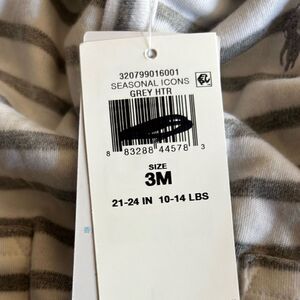 320799016001
SEASONAL ICONS
GREY HTR
8 83288 44578 3
SIZE
3M
21-24 IN 10-14 LBS